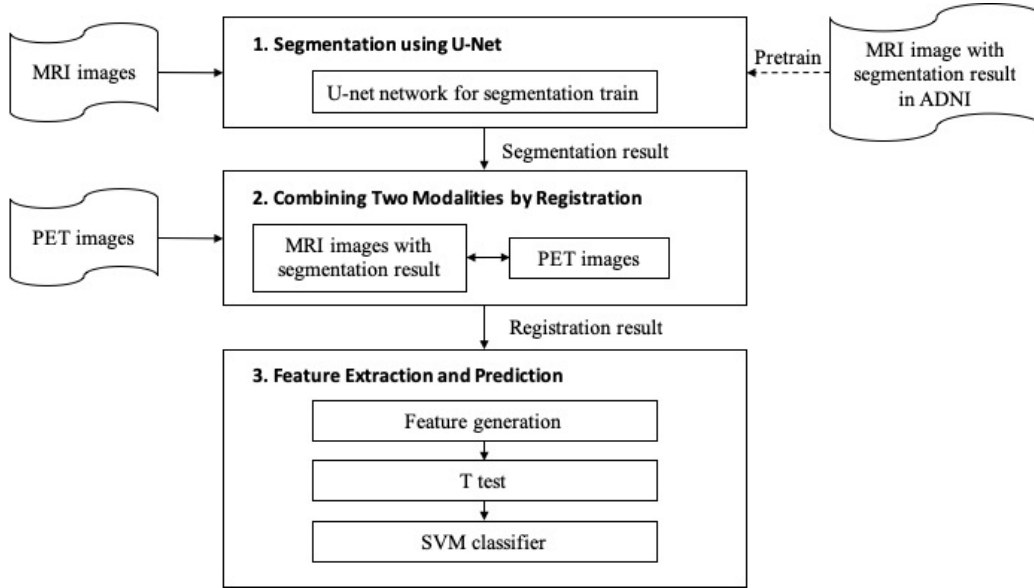 MRI images
1. Segmentation using U-Net
U-net network for segmentation train
Pretrain
MRI image with
segmentation result
in ADNI
Segmentation result
PET images
2. Combining Two Modalities by Registration
MRI images with
segmentation result
PET images
Registration result
3. Feature Extraction and Prediction
Feature generation
T test
SVM classifier